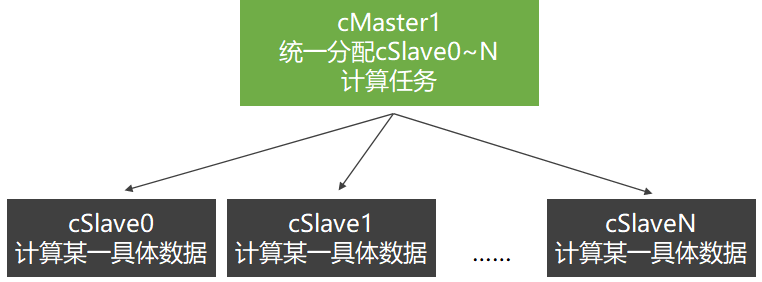 cMaster1
统一分配cSlave0~N
计算任务
cSlave0
计算某一具体数据
cSlave1
计算某一具体数据
……
cSlaveN
计算某一具体数据